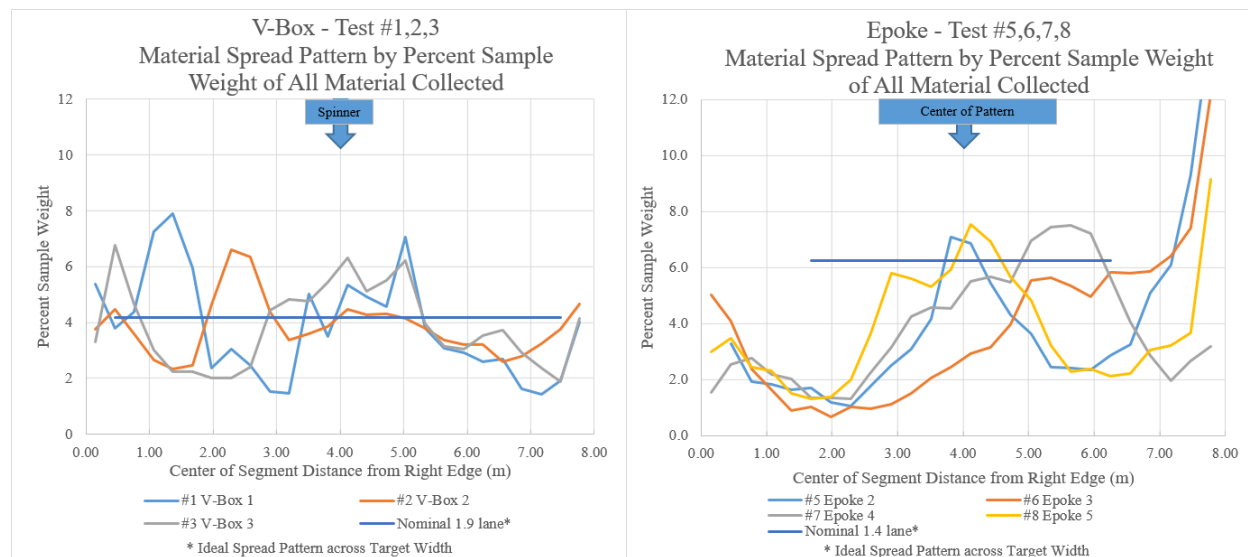 V-Box - Test #1,2,3
Material Spread Pattern by Percent Sample
Weight of All Material Collected
Spinner
12
10
8
6
4
2
0
Percent Sample Weight
0.00 1.00 2.00 3.00 4.00 5.00 6.00 7.00 8.00
Center of Segment Distance from Right Edge (m)
#1 V-Box 1
#2 V-Box 2
#3 V-Box 3
Nominal 1.9 lane*
* Ideal Spread Pattern across Target Width
Epoke - Test #5,6,7,8
Material Spread Pattern by Percent Sample Weight
of All Material Collected
Center of Pattern
12.0
10.0
8.0
6.0
4.0
2.0
0.0
Percent Sample Weight
0.00 1.00 2.00 3.00 4.00 5.00 6.00 7.00 8.00
Center of Segment Distance from Right Edge (m)
#5 Epoke 2
#6 Epoke 3
#7 Epoke 4
#8 Epoke 5
Nominal 1.4 lane*
* Ideal Spread Pattern across Target Width